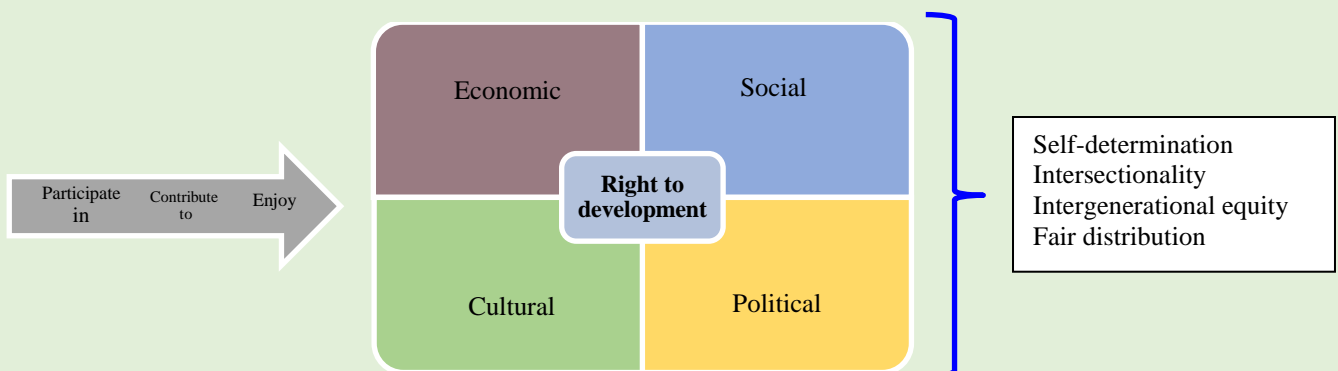 Participate
in
Contribute
to
Enjoy
Economic
Social
Right to
development
Cultural
Political
Self-determination
Intersectionality
Intergenerational equity
Fair distribution